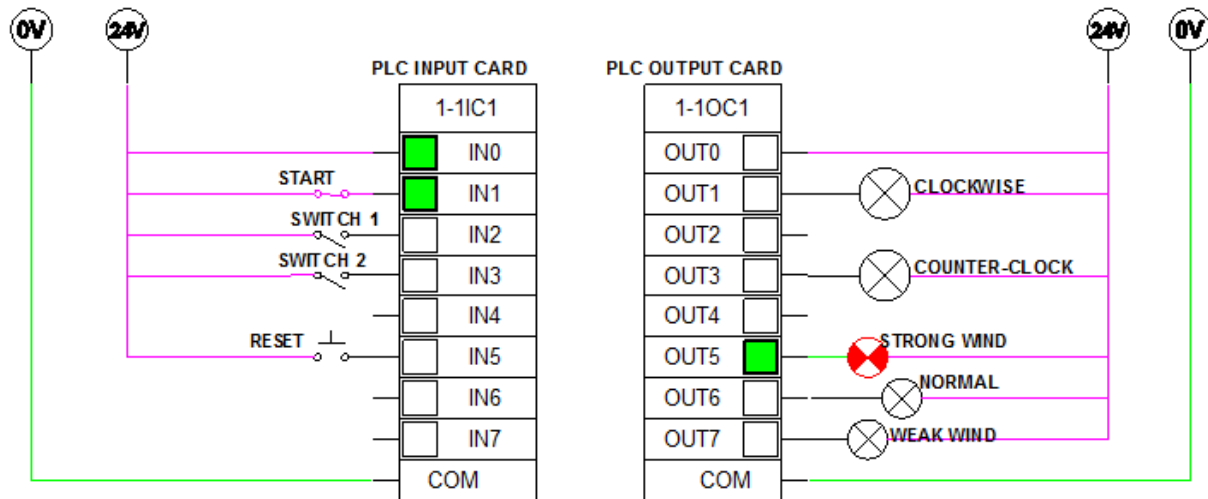 0V 24V 24V 0V
PLC INPUT CARD PLC OUTPUT CARD
1-1IC1 1-1OC1
IN0 OUT0
START IN1 OUT1 CLOCKWISE
SWITCH 1 IN2 OUT2
SWITCH 2 IN3 OUT3 COUNTER-CLOCK
IN4 OUT4
RESET IN5 OUT5 STRONG WIND
IN6 OUT6 NORMAL
IN7 OUT7 WEAK WIND
COM COM